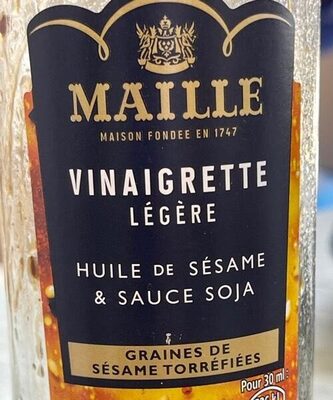 MAILLE
MAISON FONDEE EN 1747
VINAIGRETTE
LÉGÈRE
HUILE DE SÉSAME
& SAUCE SOJA
GRAINES DE
SÉSAME TORRÉFIÉES
Pour 30 ml :